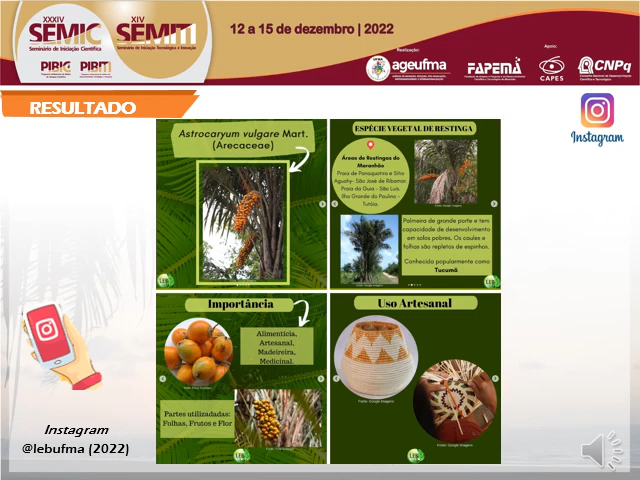 XXXIV
SEMIC
Seminário de Iniciação Científica
XIV
SEMITI
Seminário de Iniciação Tecnológica e Inovação
PIBIC
PIBITI
12 a 15 de dezembro | 2022
Realização:
ageufma
Apoio:
FAPEMA
CAPES
CNPq
RESULTADO
Instagram
Astrocaryum vulgare Mart.
(Arecaceae)
ESPÉCIE VEGETAL DE RESTINGA
Áreas de Restingas do
Maranhão
Praia de Panaquatira e Sítio
Aguahy- São José de Ribamar.
Praia da Guia - São Luís.
Ilha Grande do Paulino -
Tutóia.
Palmeira de grande porte e tem
capacidade de desenvolvimento
em solos pobres. Os caules e
folhas são repletos de espinhos.
Conhecida popularmente como
Tucumã
Importância
Alimentícia,
Artesanal,
Madeireira,
Medicinal.
Partes utilizadadas:
Folhas, Frutos e Flor
Uso Artesanal
Fonte: Google Imagens
Fonte: Google Imagens
LEB
Instagram
@lebufma (2022)